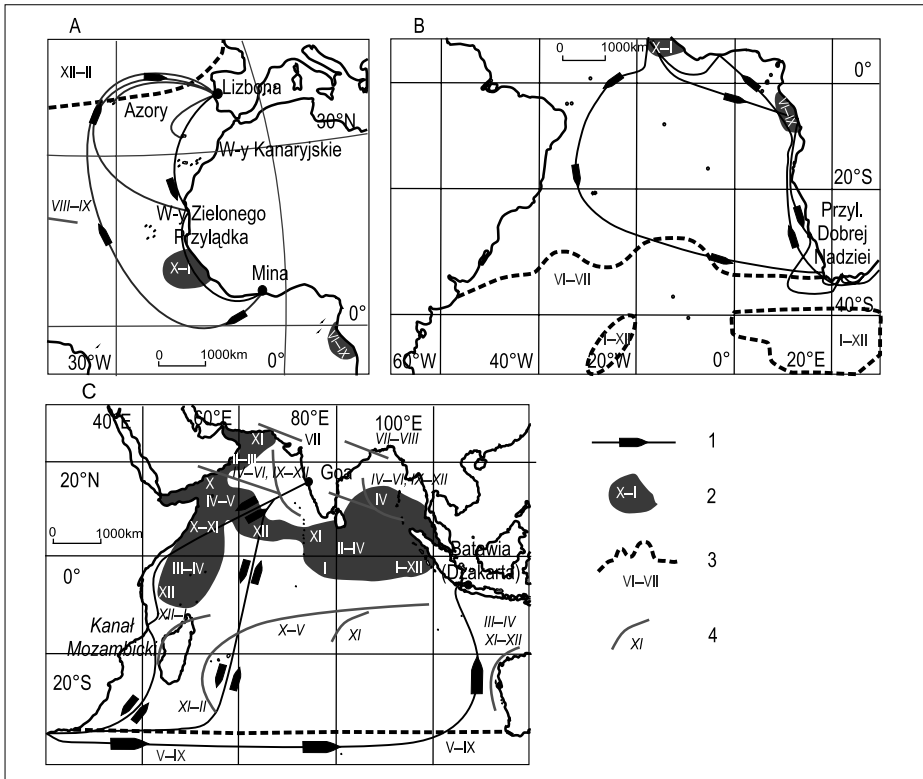 A
XII–II
Lizbona
Azory
30°N
W-y Kanaryjskie
VIII–IX
W-y Zielonego
Przylądka
X–I
Mina
0°
VI–IX
30°W
0
1000km
0°
B
0
1000km
X–I
0°
VI–IX
20°S
Przyl.
Dobrej
Nadziei
VI–VII
40°S
I–XII
I–XII
60°W
40°W
20°W
0°
20°E
C
40°E
60°E
80°E
100°E
XI
VII
VII–VIII
II–III
IV–VI, IX–XII
Goa
IV–VI, IX–XII
20°N
X
IV–V
IV
X–XI
XII
XI
0
1000km
II–IV
Batawia
(Dżakarta)
0°
III–IV
I
I–XII
XII
XII–I
Kanał
Mozambicki
X–V
XI
III–IV
XI–XII
20°S
XI–II
V–IX
V–IX
1
X–I
2
VI–VII
3
XI
4